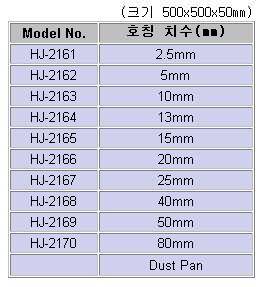 (크기 500x500x50mm)
Model No. 호칭 치수(㎜)
HJ-2161 2.5mm
HJ-2162 5mm
HJ-2163 10mm
HJ-2164 13mm
HJ-2165 15mm
HJ-2166 20mm
HJ-2167 25mm
HJ-2168 40mm
HJ-2169 50mm
HJ-2170 80mm
Dust Pan